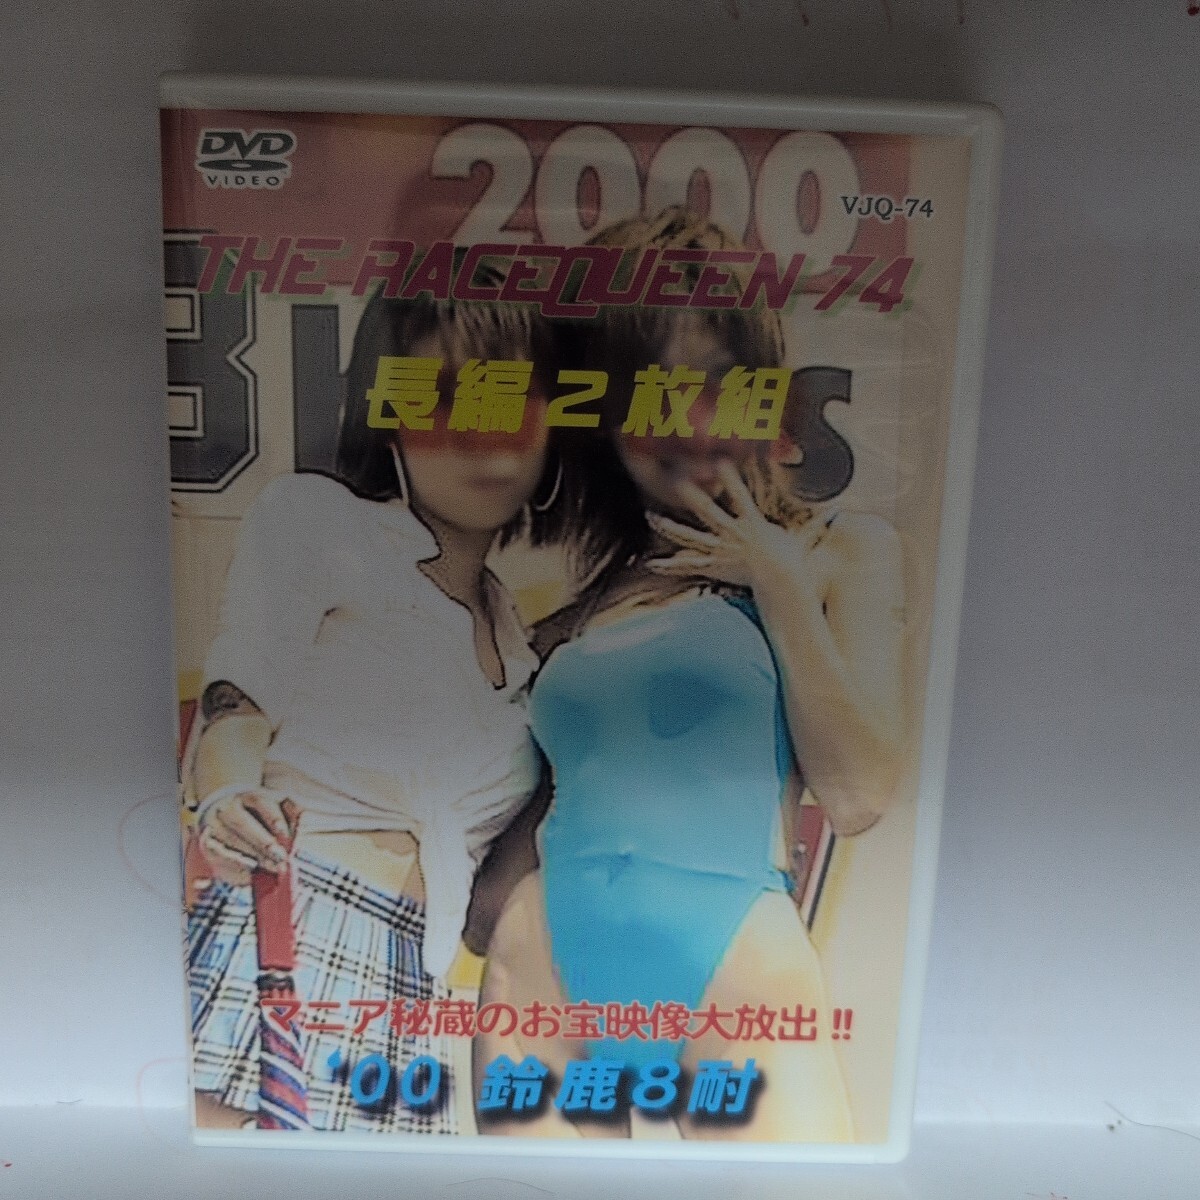 DVD
VIDEO
2000
VJQ-74
THE RACEQUEEN 74
長編2枚組
マニア秘蔵のお宝映像大放出!!
'00 鈴鹿8耐